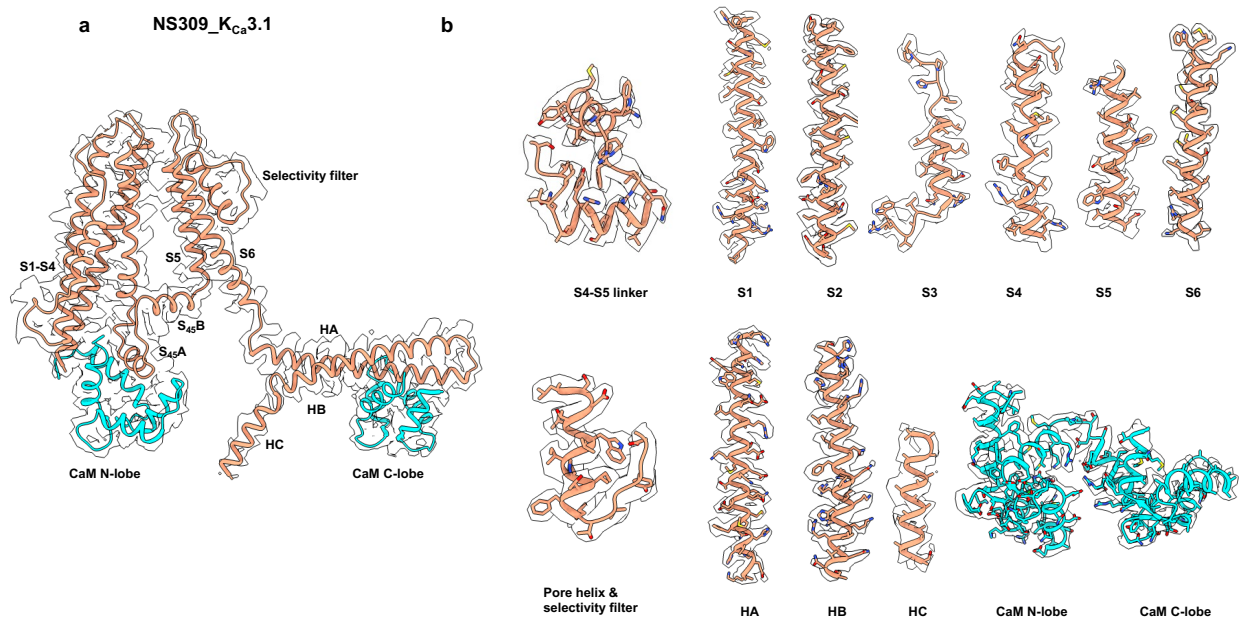 a NS309_KCa3.1 b
Selectivity filter
S1-S4
S5
S6
S45B
S45A
HA
HB
HC
CaM N-lobe
CaM C-lobe
S4-S5 linker
S1
S2
S3
S4
S5
S6
Pore helix &
selectivity filter
HA
HB
HC
CaM N-lobe
CaM C-lobe